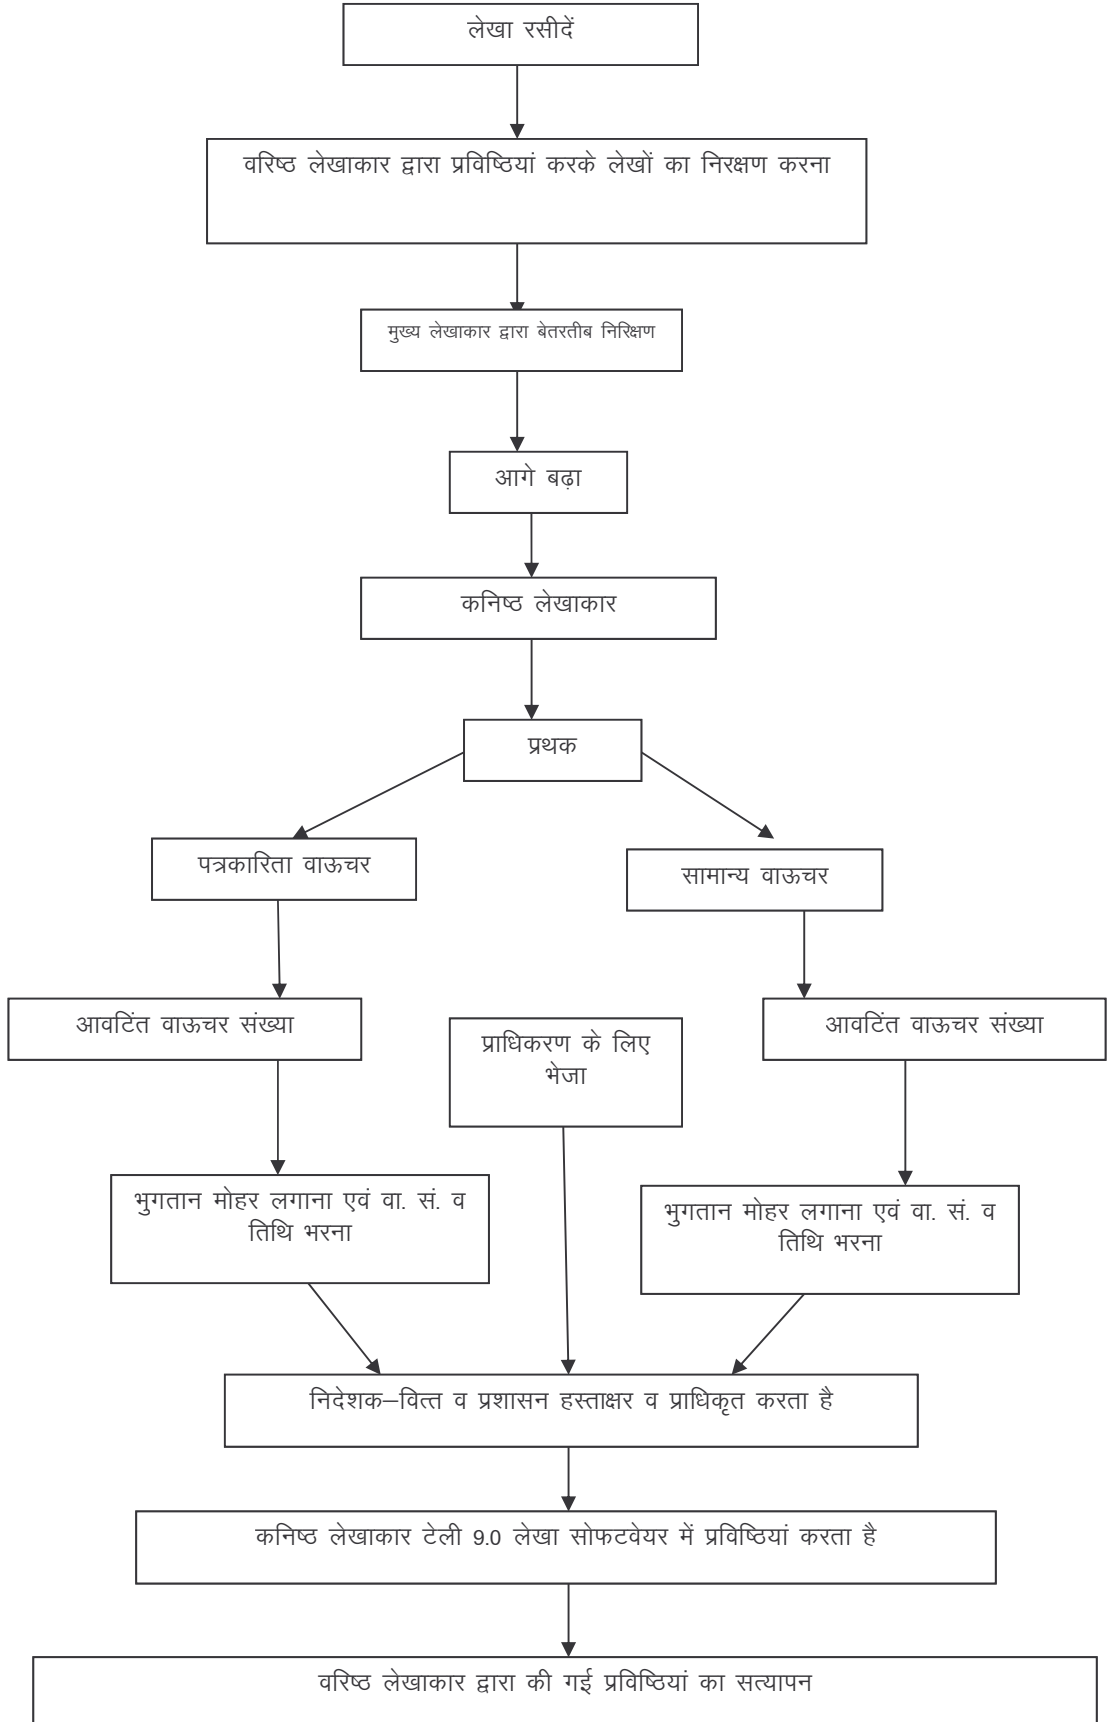 लेखा रसीदें
वरिष्ठ लेखाकार द्वारा प्रविष्ठियां करके लेखों का निरक्षण करना
मुख्य लेखाकार द्वारा बेतरतीब निरिक्षण
आगे बढ़ा
कनिष्ठ लेखाकार
प्रथक
पत्रकारिता वाऊचर
सामान्य वाऊचर
आवटिंत वाऊचर संख्या
प्राधिकरण के लिए
भेजा
आवटिंत वाऊचर संख्या
भुगतान मोहर लगाना एवं वा. सं. व
तिथि भरना
भुगतान मोहर लगाना एवं वा. सं. व
तिथि भरना
निदेशक–वित्त व प्रशासन हस्ताक्षर व प्राधिकृत करता है
कनिष्ठ लेखाकार टेली 9.0 लेखा सोफटवेयर में प्रविष्ठियां करता है
वरिष्ठ लेखाकार द्वारा की गई प्रविष्ठियां का सत्यापन